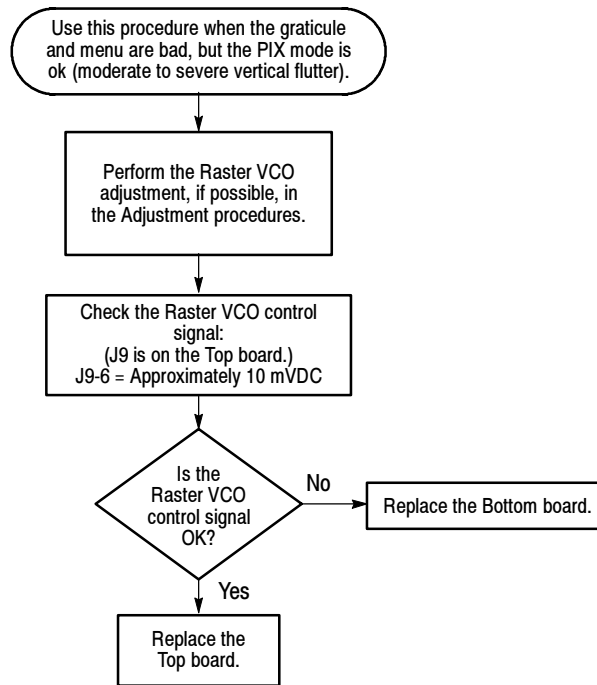 Use this procedure when the graticule
and menu are bad, but the PIX mode is
ok (moderate to severe vertical flutter).
Perform the Raster VCO
adjustment, if possible, in
the Adjustment procedures.
Check the Raster VCO control
signal:
(J9 is on the Top board.)
J9-6 = Approximately 10 mVDC
Is the
Raster VCO
control signal
OK?
No
Replace the Bottom board.
Yes
Replace the
Top board.